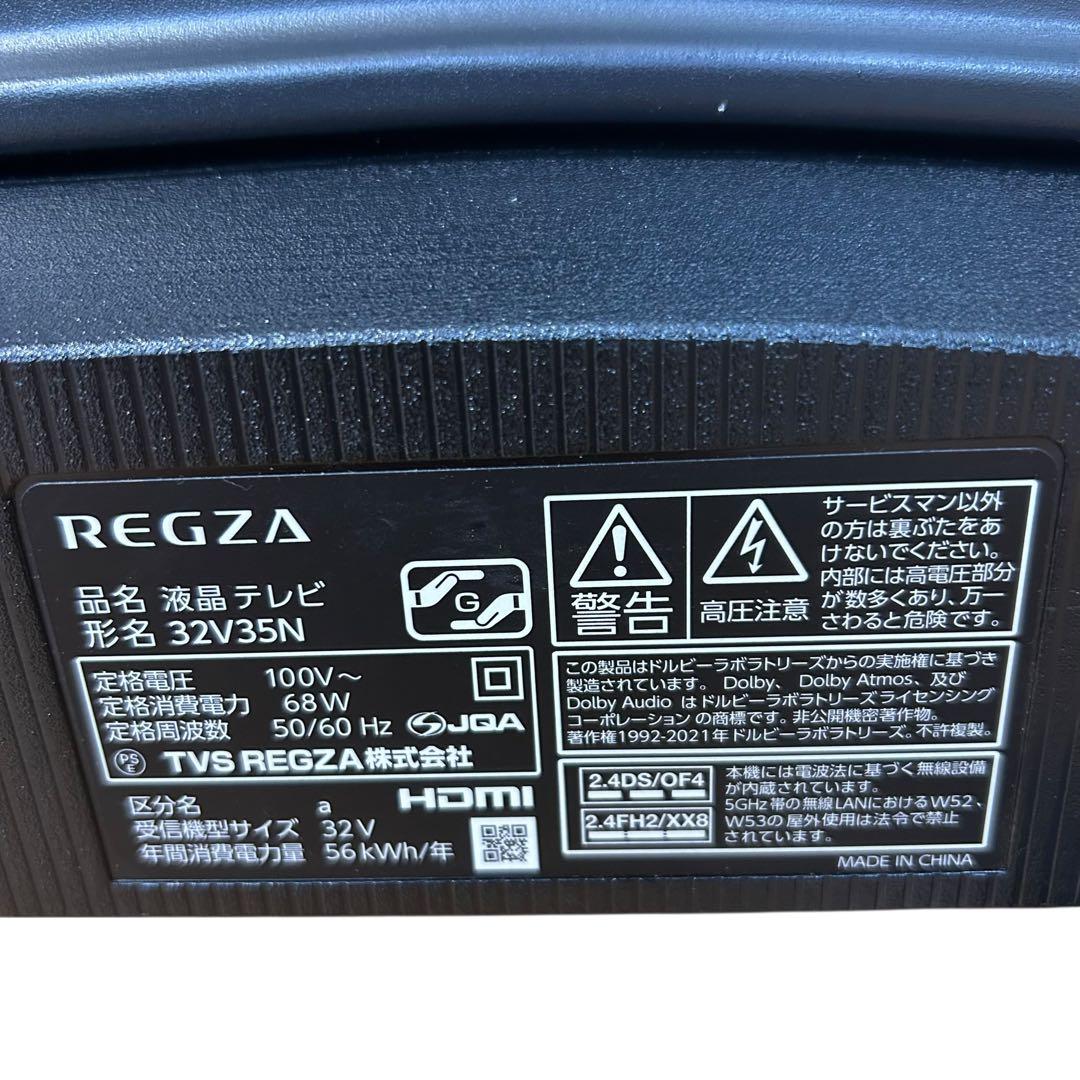 REGZA
品名 液晶テレビ
形名 32V35N
G
定格電圧 100V～
定格消費電力 68W
定格周波数 50/60 Hz
JQA
PS
E
TVS REGZA株式会社
区分名 a
HDMI
受信機型サイズ 32V
年間消費電力量 56kWh/年
警告
高圧注意
サービスマン以外
の方は裏ぶたをあ
けないでください。
内部には高電圧部分
が数多くあり、万一
さわると危険です。
この製品はドルビーラボラトリーズからの実施権に基づき
製造されています。Dolby、Dolby Atmos、及び
Dolby Audio はドルビーラボラトリーズライセンシング
コーポレーションの商標です。非公開機密著作物。
著作権1992-2021年ドルビーラボラトリーズ。不許複製。
2.4DS/OF4
2.4FH2/XX8
本機には電波法に基づく無線設備
が内蔵されています。
5GHz帯の無線LANにおけるW52、
W53の屋外使用は法令で禁止
されています。
MADE IN CHINA